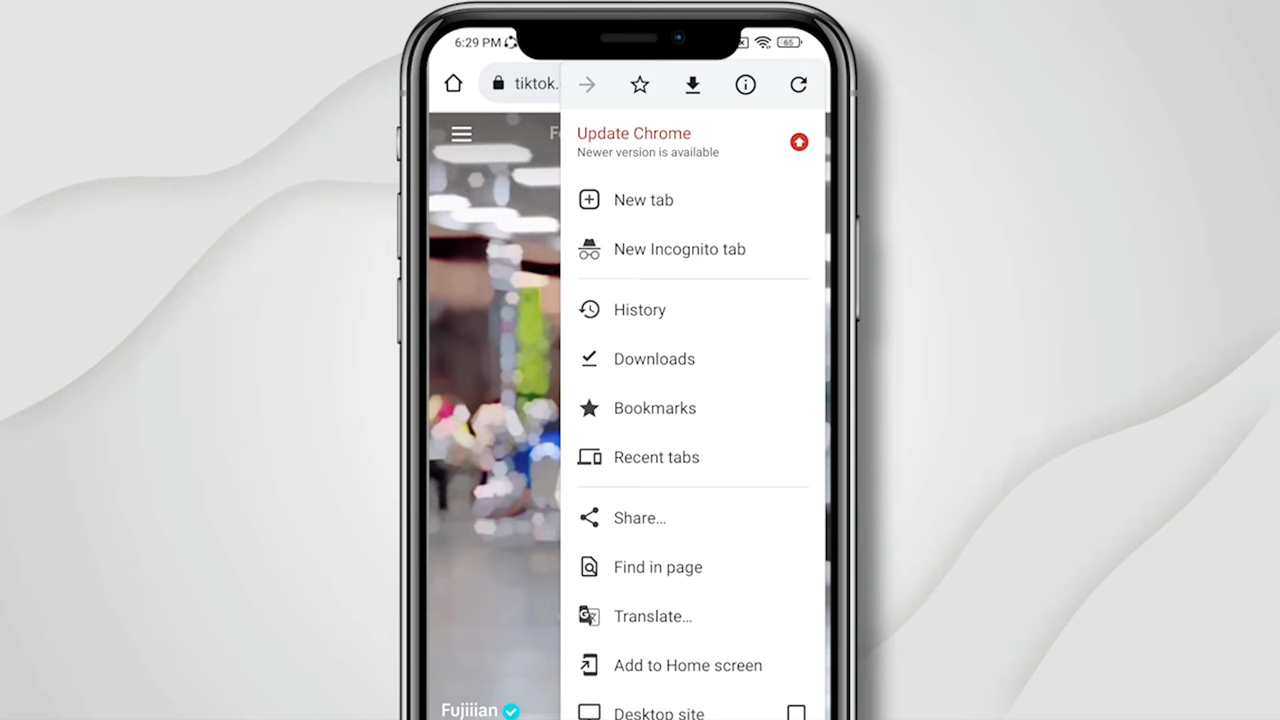 6:29 PM
65
tiktok.
Update Chrome
Newer version is available
New tab
New Incognito tab
History
Downloads
Bookmarks
Recent tabs
Share...
Find in page
Translate...
Add to Home screen
Desktop site
Fujiiian